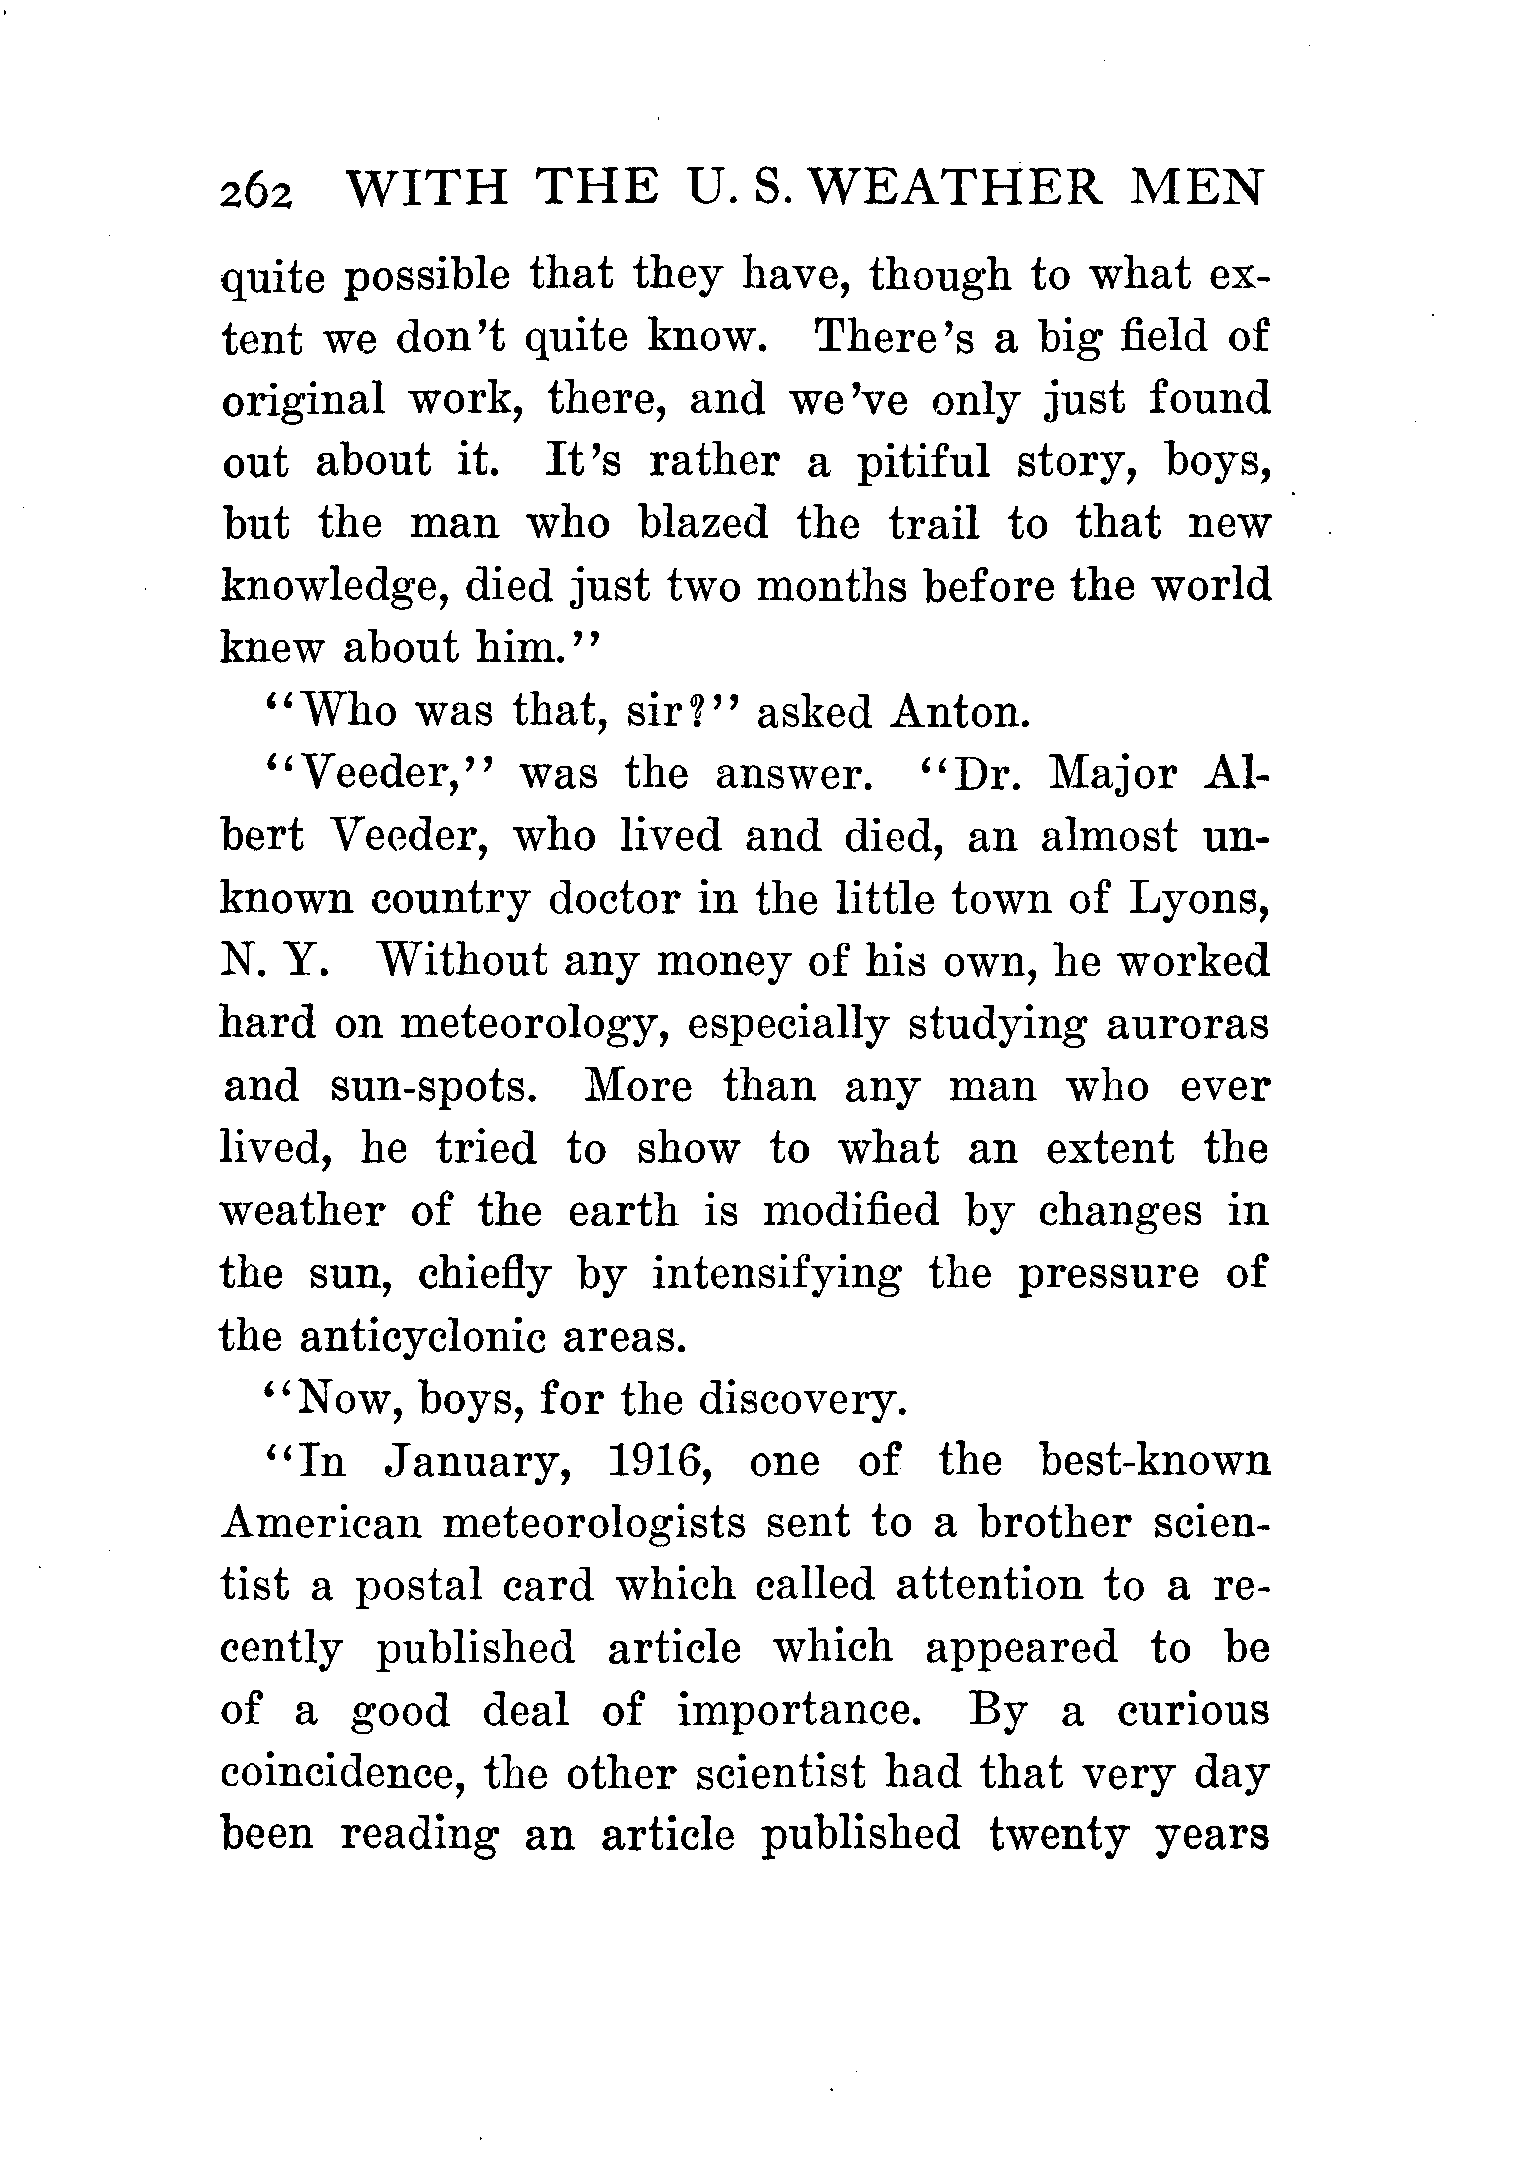 262 WITH THE U. S. WEATHER MEN
quite possible that they have, though to what ex-
tent we don't quite know. There's a big field of
original work, there, and we've only just found
out about it. It's rather a pitiful story, boys,
but the man who blazed the trail to that new
knowledge, died just two months before the world
knew about him."
"Who was that, sir?" asked Anton.
"Veeder," was the answer. "Dr. Major Al-
bert Veeder, who lived and died, an almost un-
known country doctor in the little town of Lyons,
N. Y. Without any money of his own, he worked
hard on meteorology, especially studying auroras
and sun-spots. More than any man who ever
lived, he tried to show to what an extent the
weather of the earth is modified by changes in
the sun, chiefly by intensifying the pressure of
the anticyclonic areas.
"Now, boys, for the discovery.
"In January, 1916, one of the best-known
American meteorologists sent to a brother scien-
tist a postal card which called attention to a re-
cently published article which appeared to be
of a good deal of importance. By a curious
coincidence, the other scientist had that very day
been reading an article published twenty years